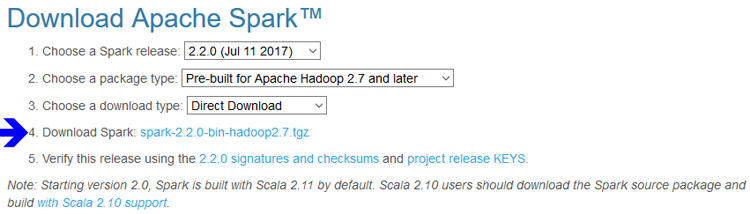 Download Apache Spark™
1. Choose a Spark release: 2.2.0 (Jul 11 2017)
2. Choose a package type: Pre-built for Apache Hadoop 2.7 and later
3. Choose a download type: Direct Download
4. Download Spark: spark-2.2.0-bin-hadoop2.7.tgz
5. Verify this release using the 2.2.0 signatures and checksums and project release KEYS.
Note: Starting version 2.0, Spark is built with Scala 2.11 by default. Scala 2.10 users should download the Spark source package and
build with Scala 2.10 support.